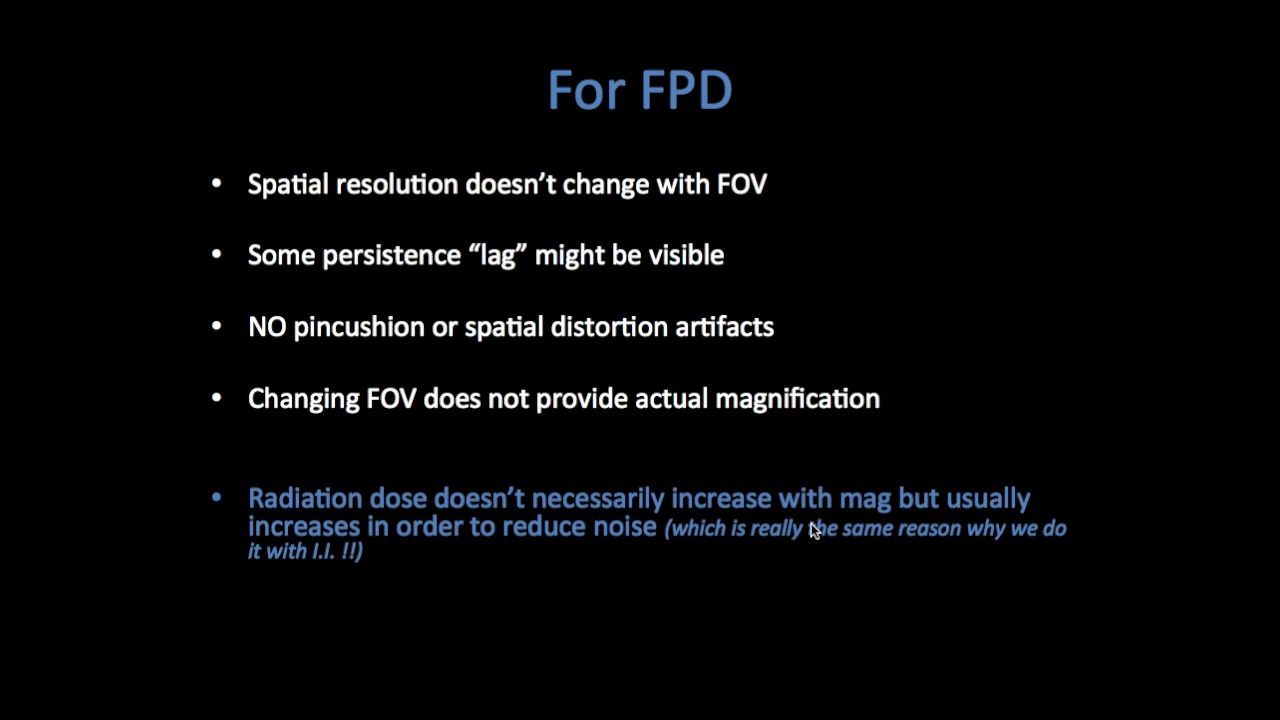 For FPD
• Spatial resolution doesn’t change with FOV
• Some persistence “lag” might be visible
• NO pincushion or spatial distortion artifacts
• Changing FOV does not provide actual magnification
• Radiation dose doesn’t necessarily increase with mag but usually
increases in order to reduce noise (which is really the same reason why we do
it with I.I. !!)